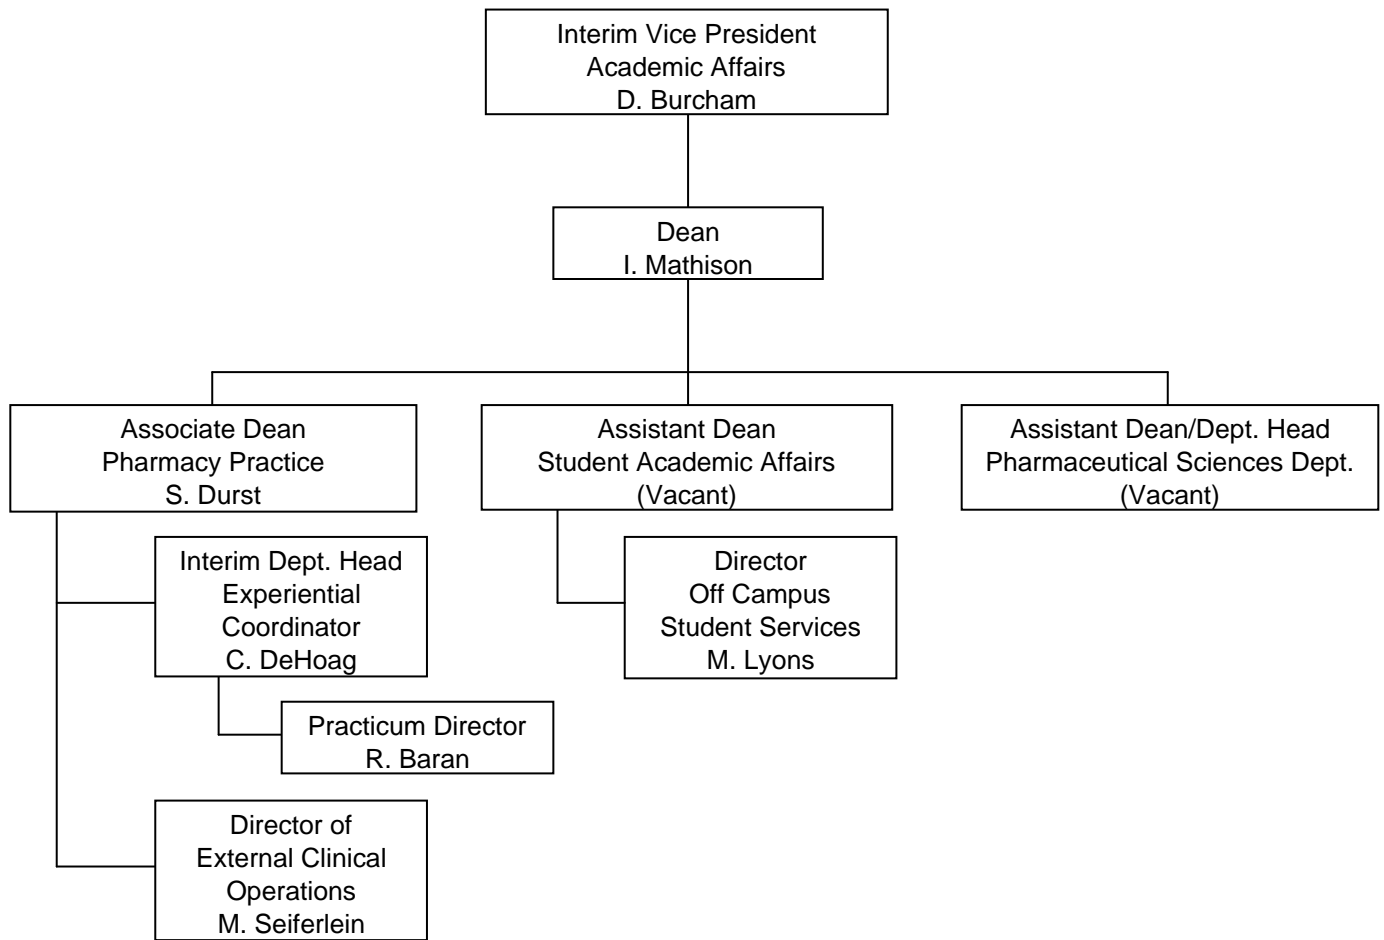 Interim Vice President
Academic Affairs
D. Burcham
Dean
I. Mathison
Associate Dean
Pharmacy Practice
S. Durst
Assistant Dean
Student Academic Affairs
(Vacant)
Assistant Dean/Dept. Head
Pharmaceutical Sciences Dept.
(Vacant)
Interim Dept. Head
Experiential
Coordinator
C. DeHoag
Director
Off Campus
Student Services
M. Lyons
Practicum Director
R. Baran
Director of
External Clinical
Operations
M. Seiferlein